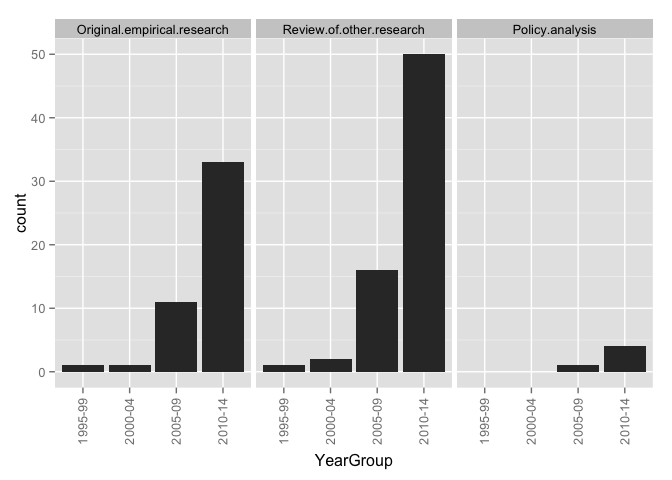 Original.empirical.research Review.of.other.research Policy.analysis
50
40
30
20
10
0
count
1995-99 2000-04 2005-09 2010-14 1995-99 2000-04 2005-09 2010-14 1995-99 2000-04 2005-09 2010-14
YearGroup